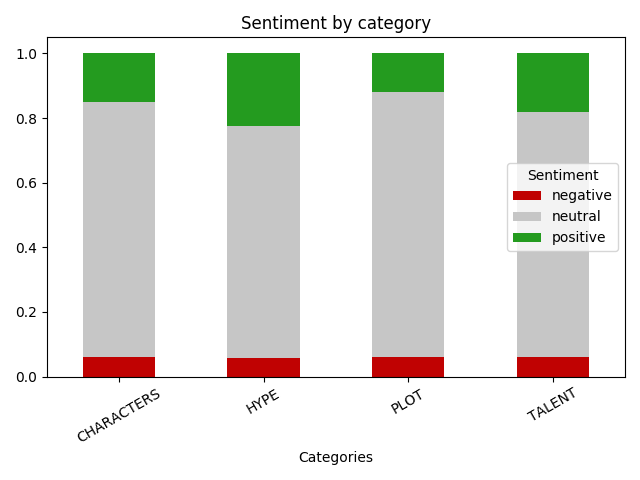 Sentiment by category
1.0
0.8
0.6
0.4
0.2
0.0
Sentiment
negative
neutral
positive
CHARACTERS
HYPE
PLOT
TALENT
Categories